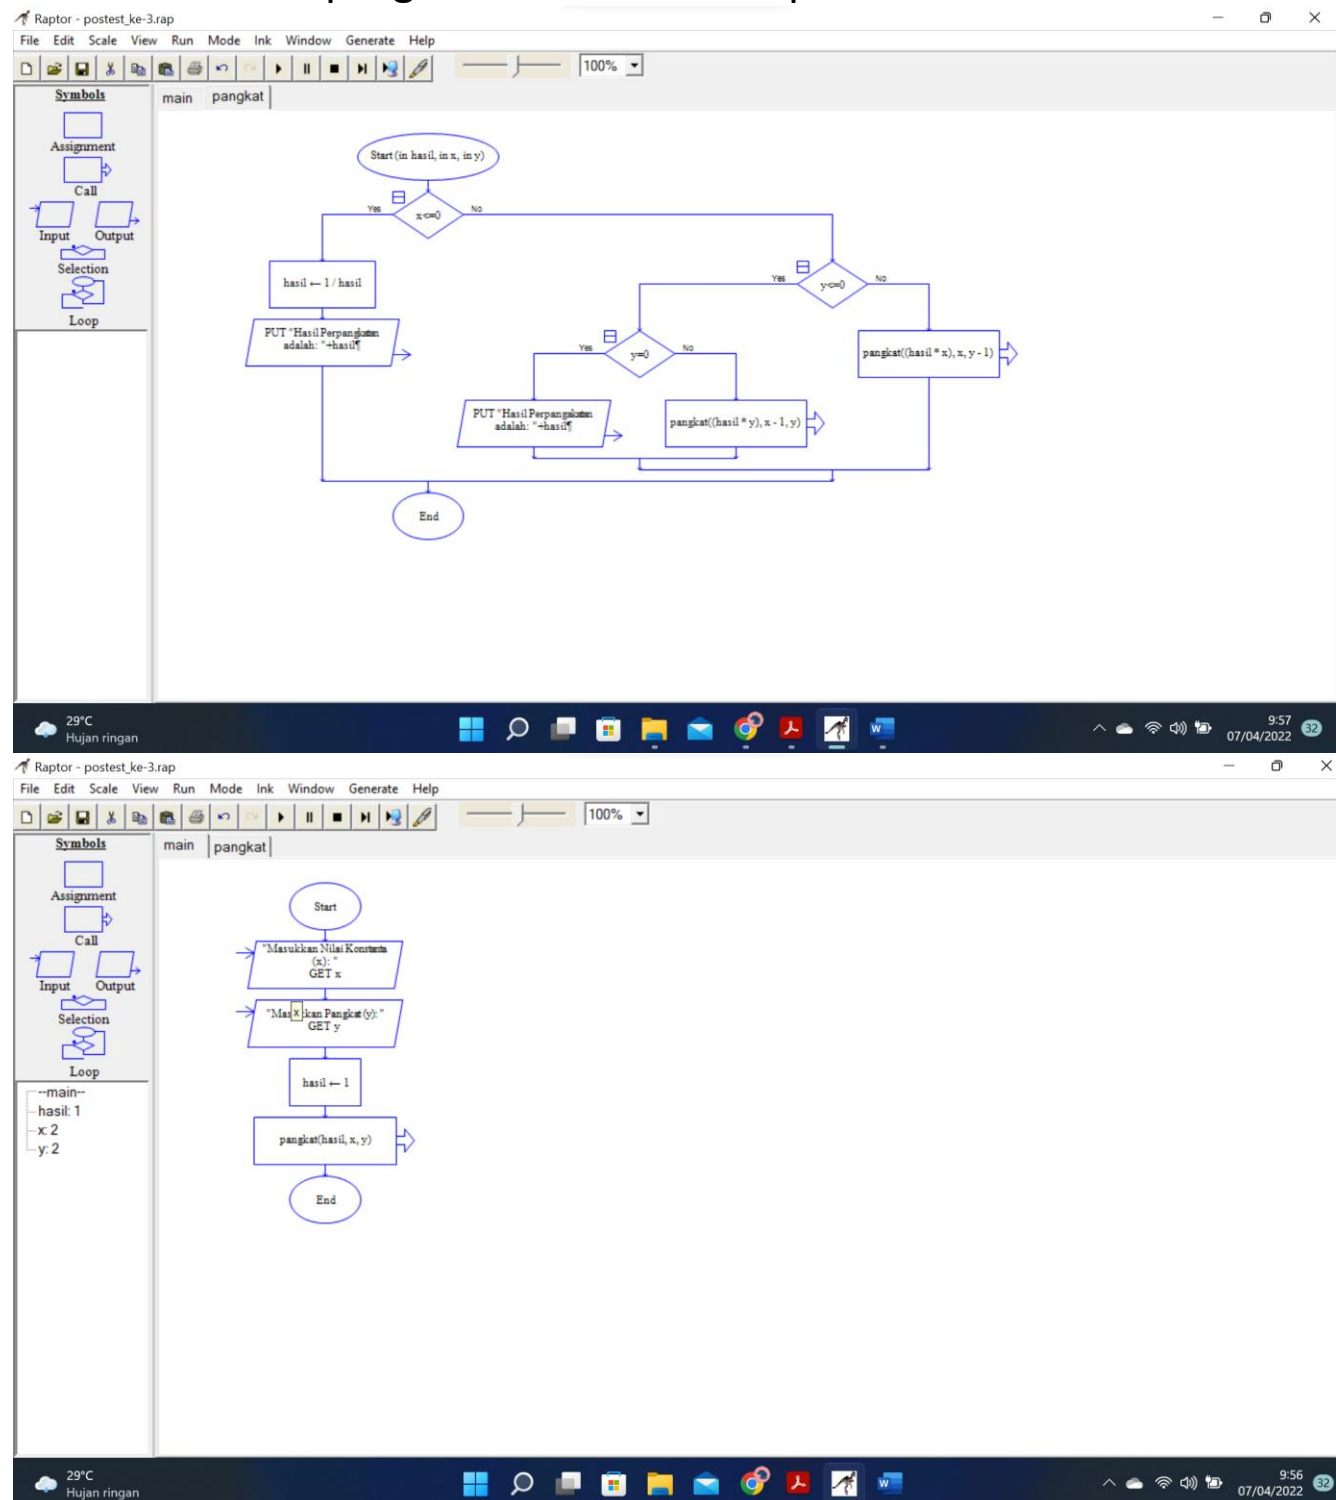 Raptor - postest_ke-3.rap
File Edit Scale View Run Mode Ink Window Generate Help
100%
Symbols
main pangkat
Assignment
Call
Input Output
Selection
Loop
Start (in hasil, in x, in y)
Yes x<=0 No
hasil ← 1 / hasil
Yes y<=0 No
PUT "Hasil Perpangkatan
adalah: "+hasil¶
Yes y=0 No
pangkat((hasil * x), x, y - 1)
PUT "Hasil Perpangakatan
adalah: "+hasil¶
pangkat((hasil * y), x - 1, y)
End
29°C
Hujan ringan
9:57
07/04/2022
32
Raptor - postest_ke-3.rap
File Edit Scale View Run Mode Ink Window Generate Help
100%
Symbols
main pangkat
Assignment
Call
Input Output
Selection
Loop
--main--
hasil: 1
x: 2
y: 2
Start
"Masukkan Nilai Konstanta
(x): "
GET x
x
kan Pangkat (y): "
GET y
hasil ← 1
pangkat(hasil, x, y)
End
29°C
Hujan ringan
9:56
07/04/2022
32